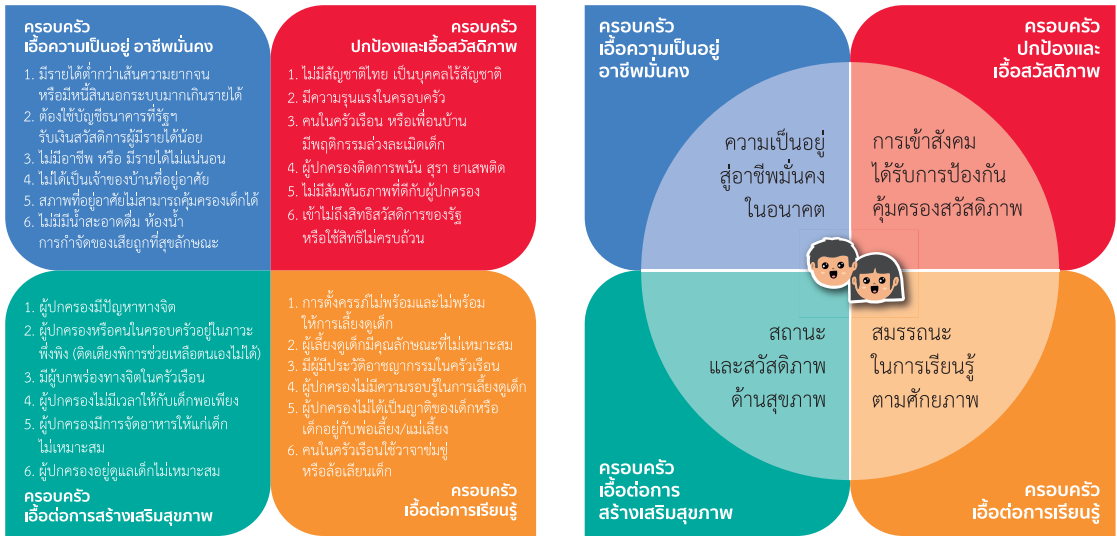 ครอบครัว
เอื้อความเป็นอยู่ อาชีพมั่นคง
1. มีรายได้ต่ำกว่าเส้นความยากจน
หรือมีหนี้สินนอกระบบมากเกินรายได้
2. ต้องใช้บัญชีธนาคารที่รัฐฯ
รับเงินสวัสดิการผู้มีรายได้น้อย
3. ไม่มีอาชีพ หรือ มีรายได้ไม่แน่นอน
4. ไม่ได้เป็นเจ้าของบ้านที่อยู่อาศัย
5. สภาพที่อยู่อาศัยไม่สามารถคุ้มครองเด็กได้
6. ไม่มีมีน้ำสะอาดดื่ม ห้องน้ำ
การกำจัดของเสียถูกที่สุขลักษณะ
ครอบครัว
ปกป้องและเอื้อสวัสดิภาพ
1. ไม่มีสัญชาติไทย เป็นบุคคลไร้สัญชาติ
2. มีความรุนแรงในครอบครัว
3. คนในครัวเรือน หรือเพื่อนบ้าน
มีพฤติกรรมล่วงละเมิดเด็ก
4. ผู้ปกครองติดการพนัน สุรา ยาเสพติด
5. ไม่มีสัมพันธภาพที่ดีกับผู้ปกครอง
6. เข้าไม่ถึงสิทธิสวัสดิการของรัฐ
หรือใช้สิทธิไม่ครบถ้วน
1. ผู้ปกครองมีปัญหาทางจิต
2. ผู้ปกครองหรือคนในครอบครัวอยู่ในภาวะ
พึ่งพิง (ติดเตียงพิการช่วยเหลือตนเองไม่ได้)
3. มีผู้บกพร่องทางจิตในครัวเรือน
4. ผู้ปกครองไม่มีเวลาให้กับเด็กพอเพียง
5. ผู้ปกครองมีการจัดอาหารให้แก่เด็ก
ไม่เหมาะสม
6. ผู้ปกครองอยู่ดูแลเด็กไม่เหมาะสม
ครอบครัว
เอื้อต่อการสร้างเสริมสุขภาพ
1. การตั้งครรภ์ไม่พร้อมและไม่พร้อม
ให้การเลี้ยงดูเด็ก
2. ผู้เลี้ยงดูเด็กมีคุณลักษณะที่ไม่เหมาะสม
3. มีผู้มีประวัติอาชญากรรมในครัวเรือน
4. ผู้ปกครองไม่มีความรอบรู้ในการเลี้ยงดูเด็ก
5. ผู้ปกครองไม่ได้เป็นญาติของเด็กหรือ
เด็กอยู่กับพ่อเลี้ยง/แม่เลี้ยง
6. คนในครัวเรือนใช้วาจาข่มขู่
หรือล้อเลียนเด็ก
ครอบครัว
เอื้อต่อการเรียนรู้
ครอบครัว
เอื้อความเป็นอยู่
อาชีพมั่นคง
ครอบครัว
ปกป้องและ
เอื้อสวัสดิภาพ
ความเป็นอยู่
สู่อาชีพมั่นคง
ในอนาคต
การเข้าสังคม
ได้รับการป้องกัน
คุ้มครองสวัสดิภาพ
สถานะ
และสวัสดิภาพ
ด้านสุขภาพ
สมรรถนะ
ในการเรียนรู้
ตามศักยภาพ
ครอบครัว
เอื้อต่อการ
สร้างเสริมสุขภาพ
ครอบครัว
เอื้อต่อการเรียนรู้